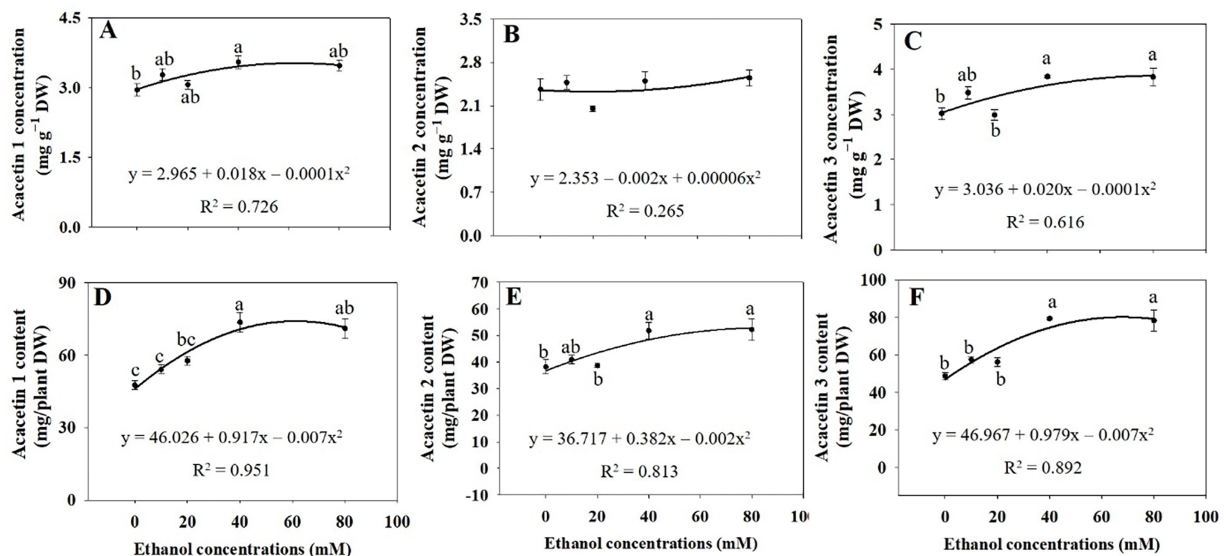 A
Acacetin 1 concentration
(mg g⁻¹ DW)
4.5
3.0
1.5
0.0
b
ab
ab
a
ab
y = 2.965 + 0.018x – 0.0001x²
R² = 0.726
B
Acacetin 2 concentration
(mg g⁻¹ DW)
3.5
2.6
2.1
1.7
1.2
0.7
0.0
y = 2.353 – 0.002x + 0.00006x²
R² = 0.265
C
Acacetin 3 concentration
(mg g⁻¹ DW)
5
4
3
2
1
0
b
ab
b
a
a
y = 3.036 + 0.020x – 0.0001x²
R² = 0.616
D
Acacetin 1 content
(mg/plant DW)
90
60
30
0
c
c
bc
a
ab
y = 46.026 + 0.917x – 0.007x²
R² = 0.951
0 20 40 60 80 100
Ethanol concentrations (mM)
E
Acacetin 2 content
(mg/plant DW)
70
60
50
40
30
20
10
0
-10
b
ab
b
a
a
y = 36.717 + 0.382x – 0.002x²
R² = 0.813
0 20 40 60 80
Ethanol concentrations (mM)
F
Acacetin 3 content
(mg/plant DW)
100
80
60
40
20
0
b
b
b
a
a
y = 46.967 + 0.979x – 0.007x²
R² = 0.892
0 20 40 60 80 100
Ethanol concentrations (mM)